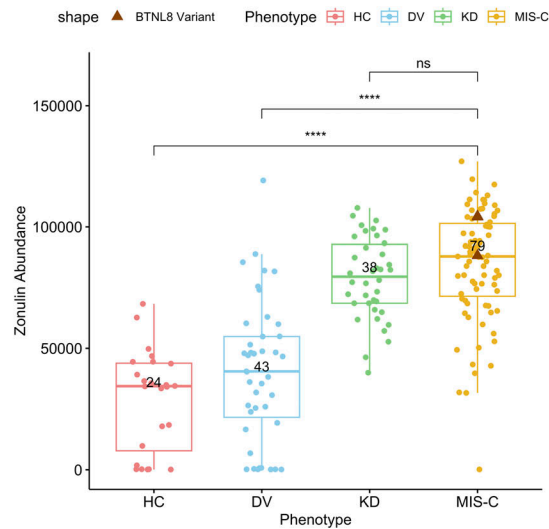 shape BTNL8 Variant Phenotype HC DV KD MIS-C
ns
****
****
150000
100000
50000
0
Zonulin Abundance
24
43
38
79
HC DV KD MIS-C
Phenotype